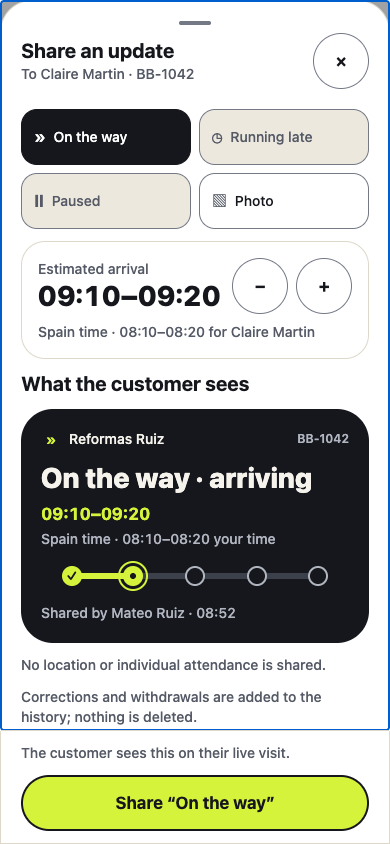 Share an update
To Claire Martin · BB-1042
×
» On the way
Running late
Paused
Photo
Estimated arrival
09:10–09:20
−
+
Spain time · 08:10–08:20 for Claire Martin
What the customer sees
» Reformas Ruiz
BB-1042
On the way · arriving
09:10–09:20
Spain time · 08:10–08:20 your time
Shared by Mateo Ruiz · 08:52
No location or individual attendance is shared.
Corrections and withdrawals are added to the
history; nothing is deleted.
The customer sees this on their live visit.
Share “On the way”